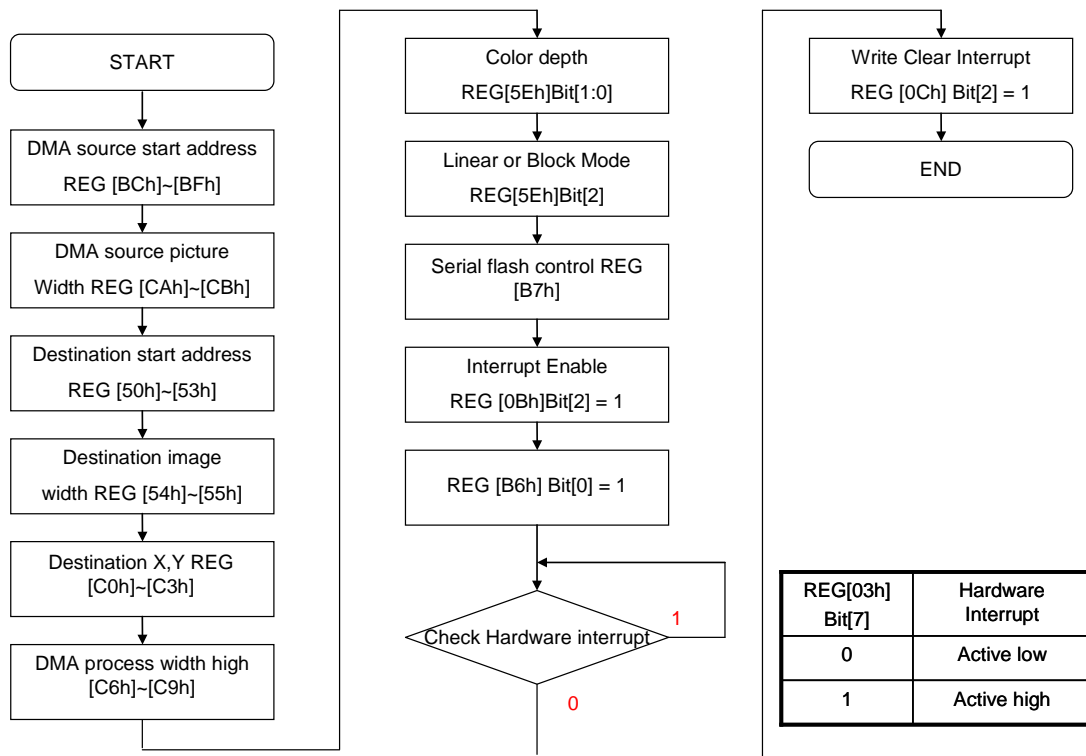 START
DMA source start address
REG [BCh]~[BFh]
DMA source picture
Width REG [CAh]~[CBh]
Destination start address
REG [50h]~[53h]
Destination image
width REG [54h]~[55h]
Destination X,Y REG
[C0h]~[C3h]
DMA process width high
[C6h]~[C9h]
Color depth
REG[5Eh]Bit[1:0]
Linear or Block Mode
REG[5Eh]Bit[2]
Serial flash control REG
[B7h]
Interrupt Enable
REG [0Bh]Bit[2] = 1
REG [B6h] Bit[0] = 1
Check Hardware interrupt
1
0
Write Clear Interrupt
REG [0Ch] Bit[2] = 1
END
REG[03h]
Bit[7]
Hardware
Interrupt
0
Active low
1
Active high